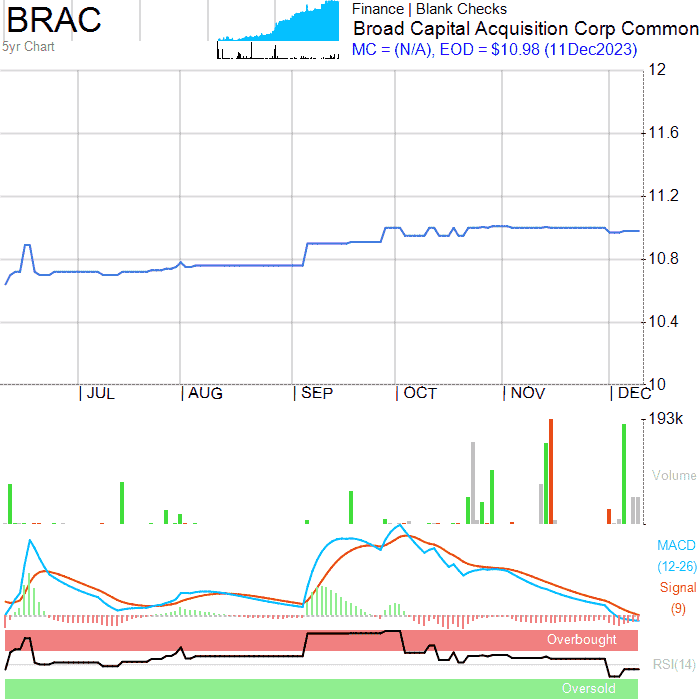 BRAC
5yr Chart
Finance | Blank Checks
Broad Capital Acquisition Corp Common
MC = (N/A), EOD = $10.98 (11Dec2023)
12
11.6
11.2
10.8
10.4
10
| JUL | AUG | SEP | OCT | NOV | DEC
193k
Volume
MACD
(12-26)
Signal
(9)
Overbought
RSI(14)
Oversold